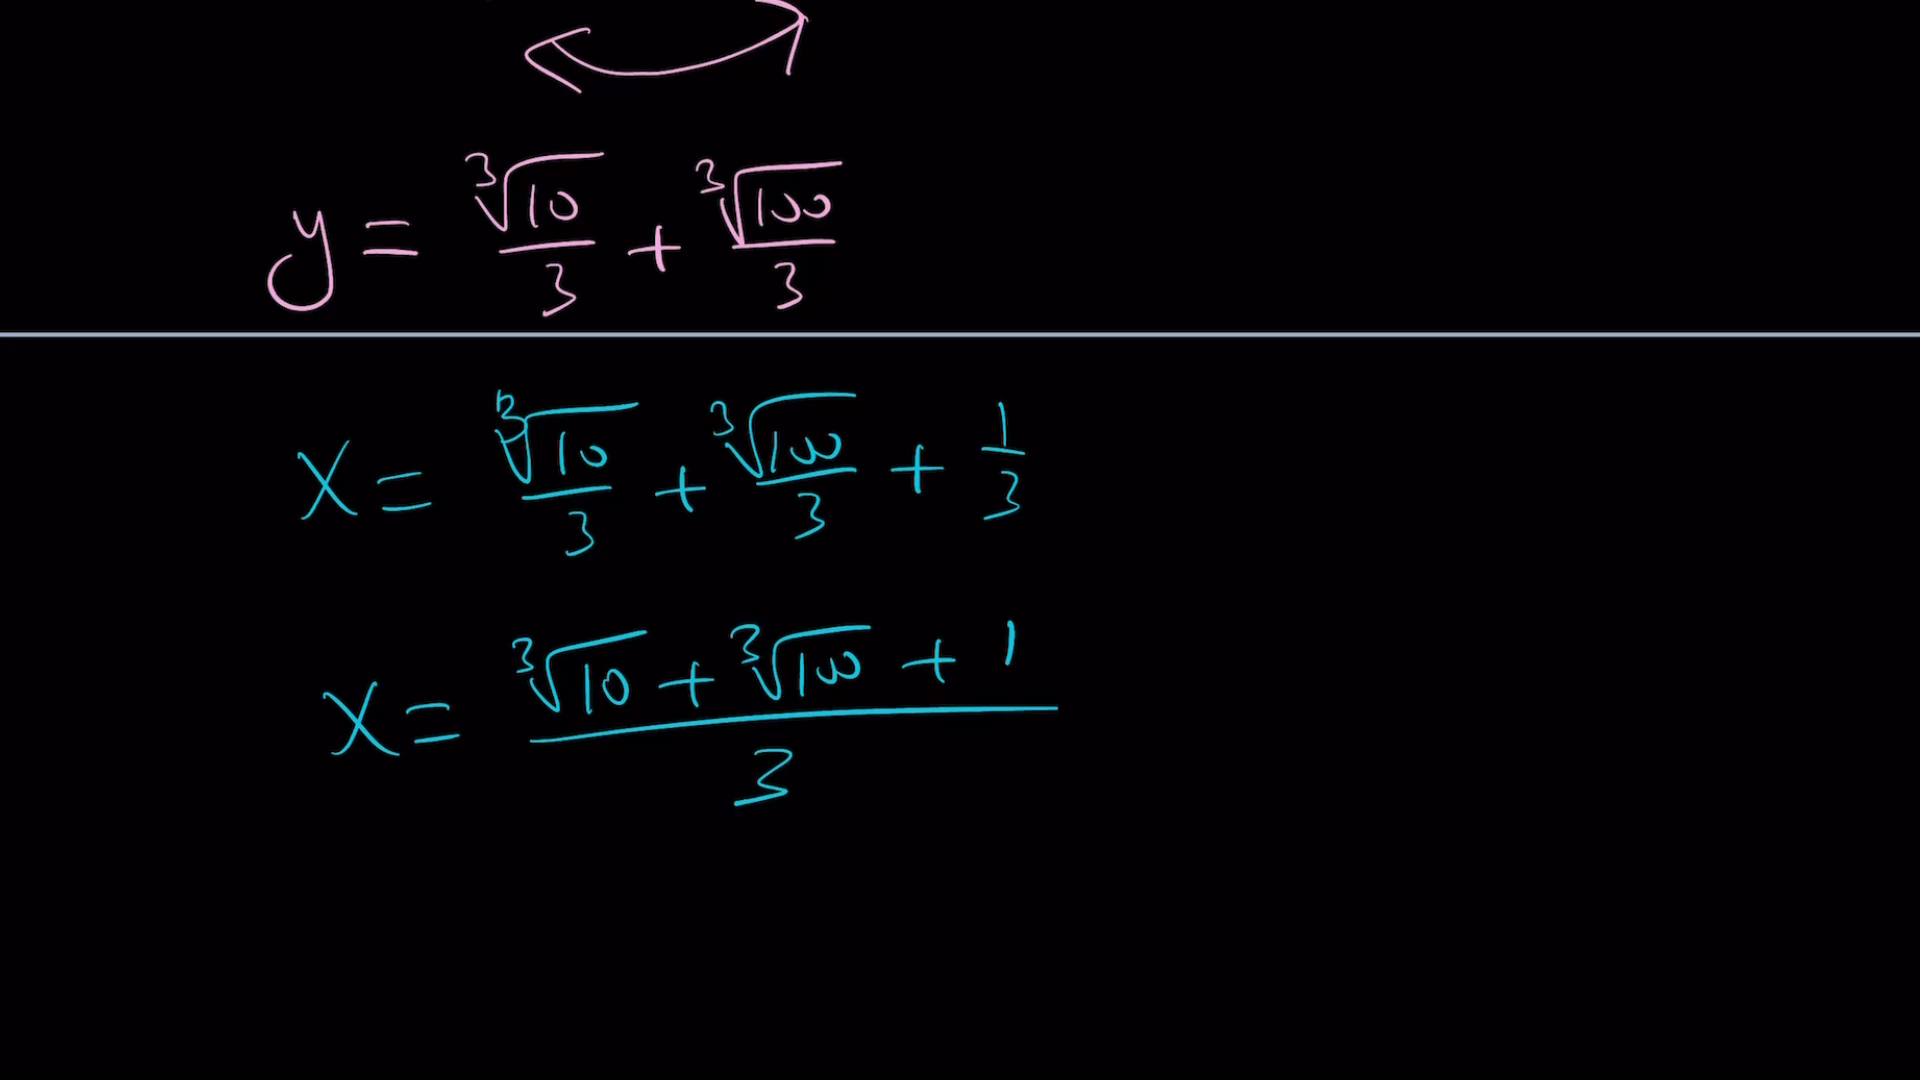 y = ∛10/3 + ∛100/3
x = ∛10/3 + ∛100/3 + 1/3
x = (∛10 + ∛100 + 1)/3